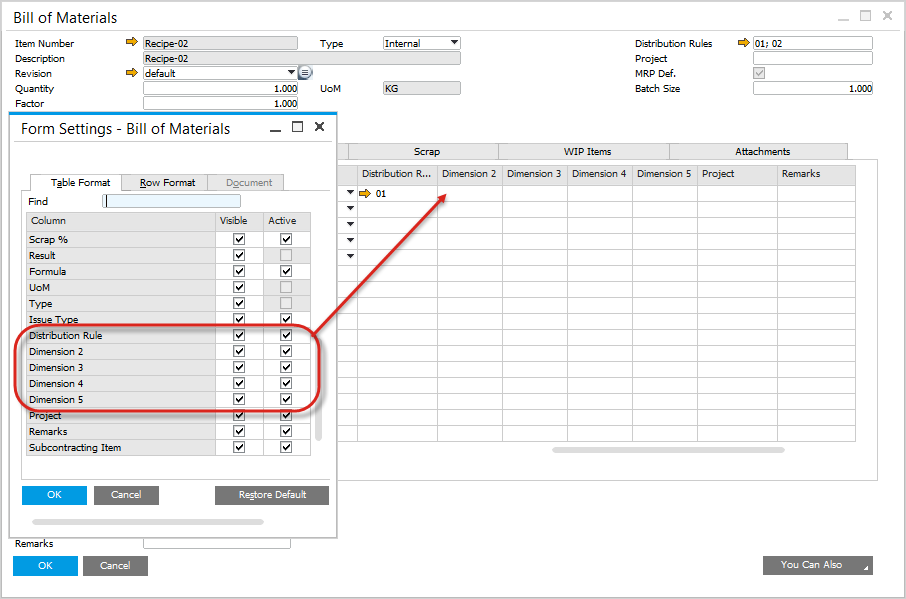 Bill of Materials
Item Number Recipe-02 Type Internal Distribution Rules 01; 02
Description Recipe-02 Project
Revision default MRP Def.
Quantity 1.000 UoM KG Batch Size 1.000
Factor 1.000
Form Settings - Bill of Materials
Table Format Row Format Document
Find
Column Visible Active
Scrap %
Result
Formula
UoM
Type
Issue Type
Distribution Rule
Dimension 2
Dimension 3
Dimension 4
Dimension 5
Project
Remarks
Subcontracting Item
OK Cancel Restore Default
Scrap WIP Items Attachments
Distribution R... Dimension 2 Dimension 3 Dimension 4 Dimension 5 Project Remarks
01
Remarks
OK Cancel You Can Also